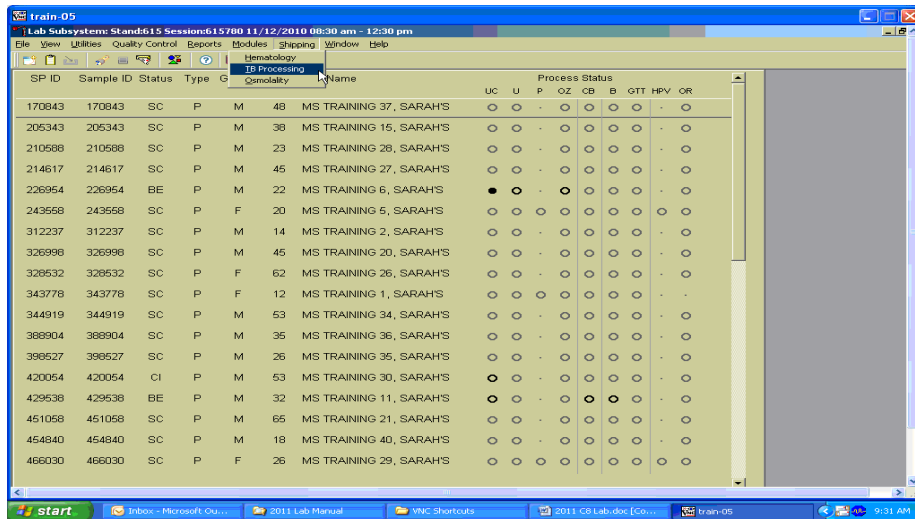 train-05
Lab Subsystem: Stand:615 Session:615780 11/12/2010 08:30 am - 12:30 pm
File View Utilities Quality Control Reports Modules Shipping Window Help
Hematology
TB Processing
Osmolality
SP ID Sample ID Status Type G Name Process Status
UC U P OZ CB B GTT HPV OR
170843 170843 SC P M 48 MS TRAINING 37, SARAH'S
205343 205343 SC P M 38 MS TRAINING 15, SARAH'S
210588 210588 SC P M 23 MS TRAINING 28, SARAH'S
214617 214617 SC P M 45 MS TRAINING 27, SARAH'S
226954 226954 BE P M 22 MS TRAINING 6, SARAH'S
243558 243558 SC P F 20 MS TRAINING 5, SARAH'S
312237 312237 SC P M 14 MS TRAINING 2, SARAH'S
326998 326998 SC P M 45 MS TRAINING 20, SARAH'S
328532 328532 SC P F 62 MS TRAINING 26, SARAH'S
343778 343778 SC P F 12 MS TRAINING 1, SARAH'S
344919 344919 SC P M 53 MS TRAINING 34, SARAH'S
388904 388904 SC P M 35 MS TRAINING 36, SARAH'S
398527 398527 SC P M 26 MS TRAINING 35, SARAH'S
420054 420054 CI P M 53 MS TRAINING 30, SARAH'S
429538 429538 BE P M 32 MS TRAINING 11, SARAH'S
451058 451058 SC P M 65 MS TRAINING 21, SARAH'S
454840 454840 SC P M 18 MS TRAINING 40, SARAH'S
466030 466030 SC P F 26 MS TRAINING 29, SARAH'S
start Inbox - Microsoft Ou... 2011 Lab Manual VNC Shortcuts 2011 CB Lab.doc [Co... train-05 9:31 AM